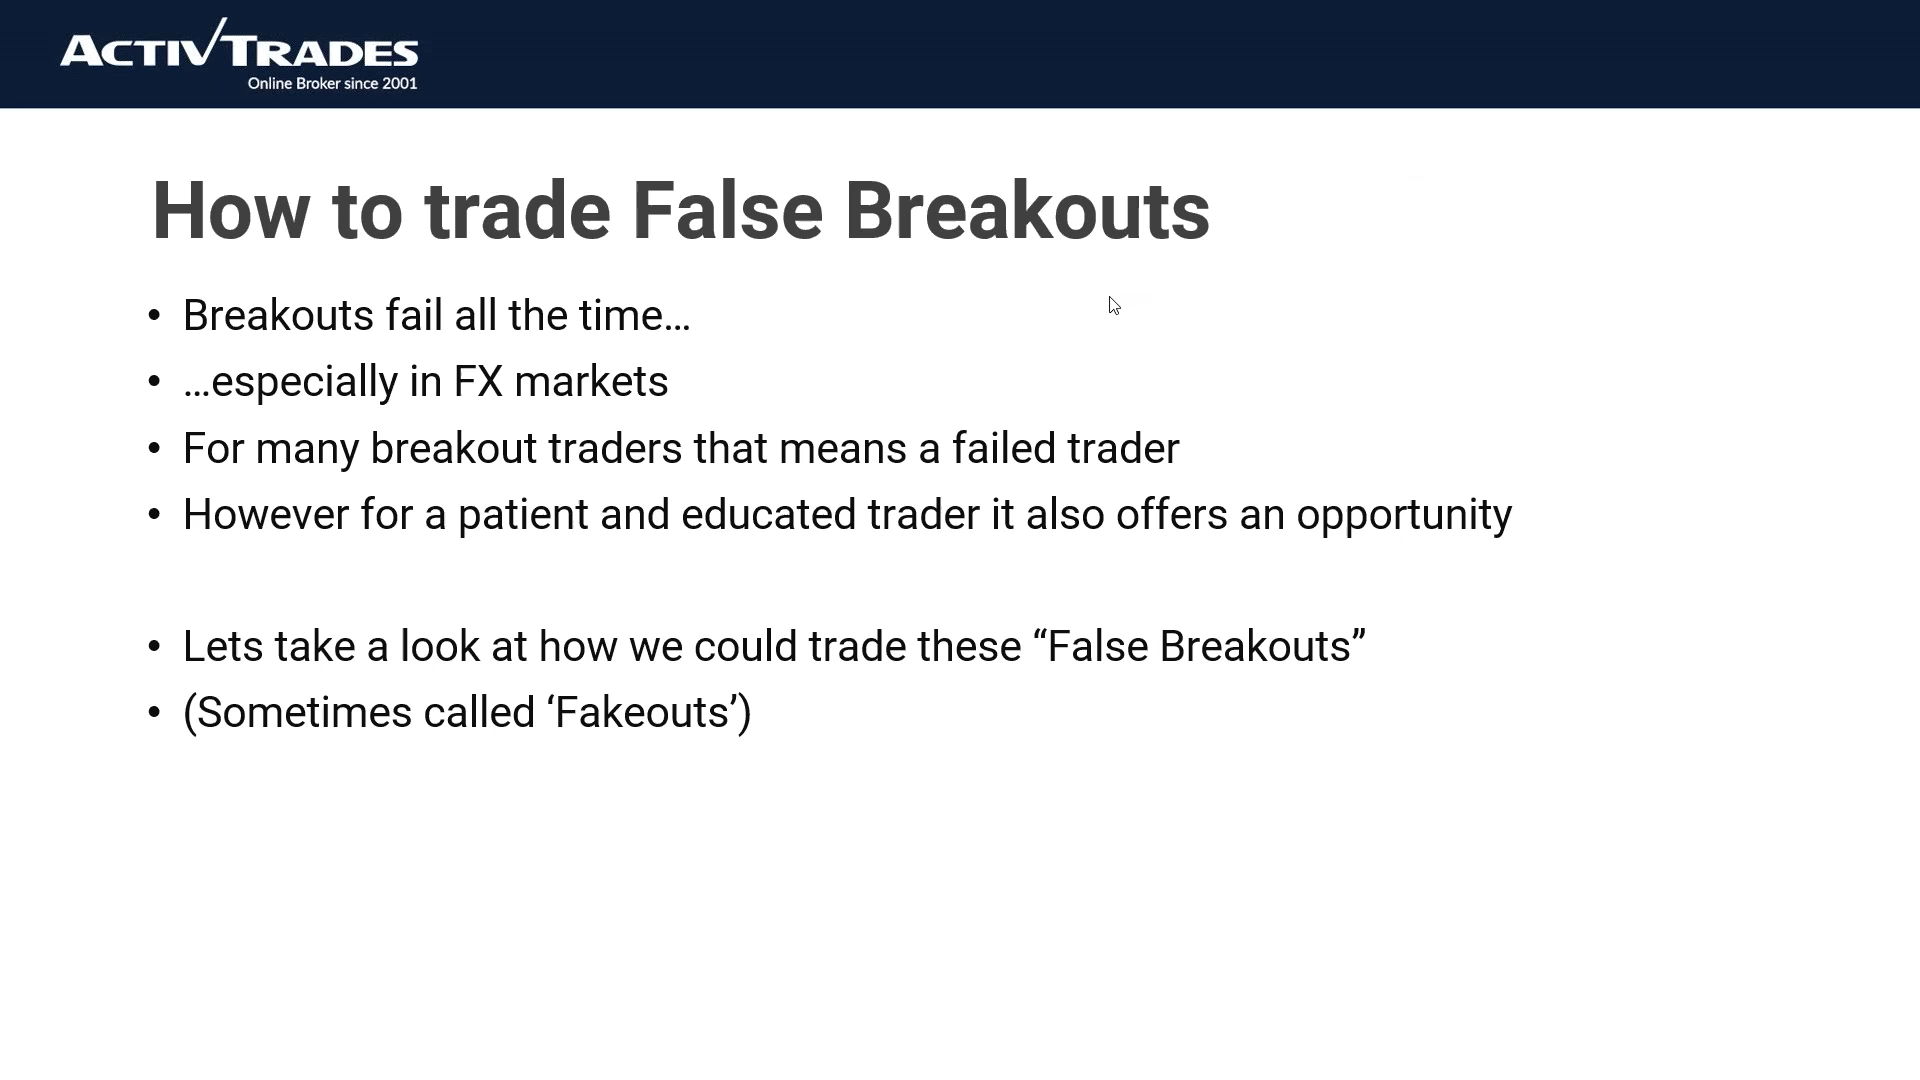 ACTIVTRADES
Online Broker since 2001
How to trade False Breakouts
• Breakouts fail all the time…
• …especially in FX markets
• For many breakout traders that means a failed trader
• However for a patient and educated trader it also offers an opportunity
• Lets take a look at how we could trade these “False Breakouts”
• (Sometimes called ‘Fakeouts’)